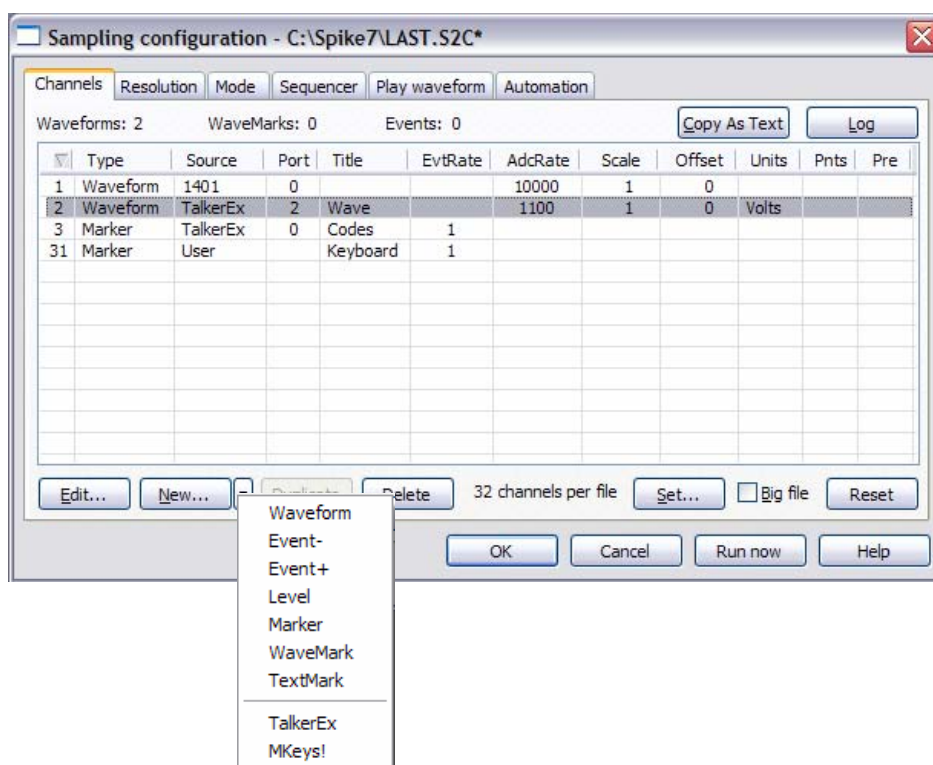 Sampling configuration - C:\Spike7\LAST.S2C*
Channels Resolution Mode Sequencer Play waveform Automation
Waveforms: 2 WaveMarks: 0 Events: 0 Copy As Text Log
Type Source Port Title EvtRate AdcRate Scale Offset Units Pnts Pre
1 Waveform 1401 0 10000 1 0
2 Waveform TalkerEx 2 Wave 1100 1 0 Volts
3 Marker TalkerEx 0 Codes 1
31 Marker User Keyboard 1
Edit... New... Duplicate Delete 32 channels per file Set... Big file Reset
OK Cancel Run now Help
Waveform
Event-
Event+
Level
Marker
WaveMark
TextMark
TalkerEx
MKeys!